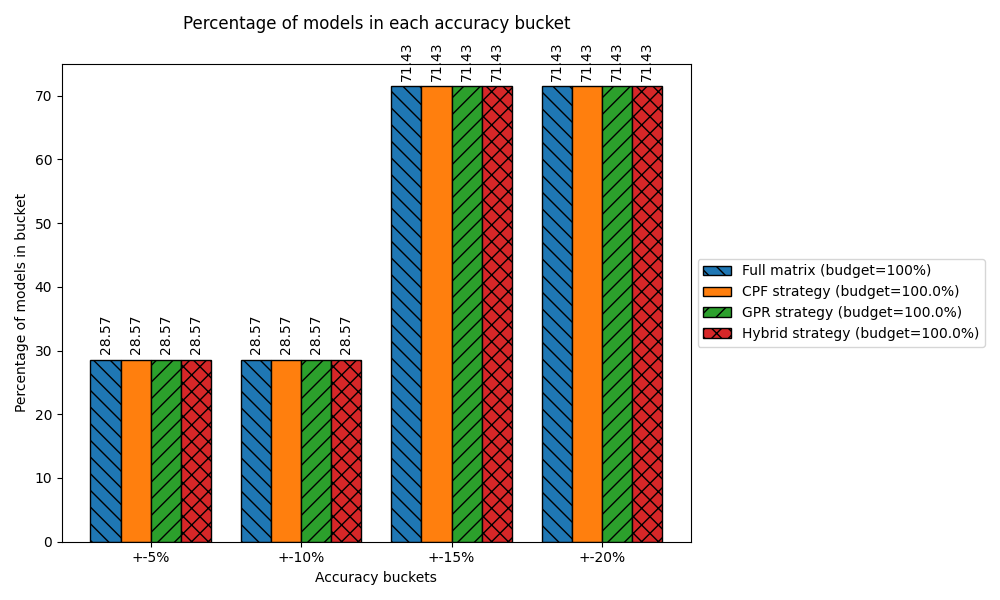 Percentage of models in each accuracy bucket
71.43 71.43 71.43 71.43 71.43 71.43 71.43 71.43
28.57 28.57 28.57 28.57 28.57 28.57 28.57 28.57
Percentage of models in bucket
70
60
50
40
30
20
10
0
+-5% +-10% +-15% +-20%
Accuracy buckets
Full matrix (budget=100%)
CPF strategy (budget=100.0%)
GPR strategy (budget=100.0%)
Hybrid strategy (budget=100.0%)